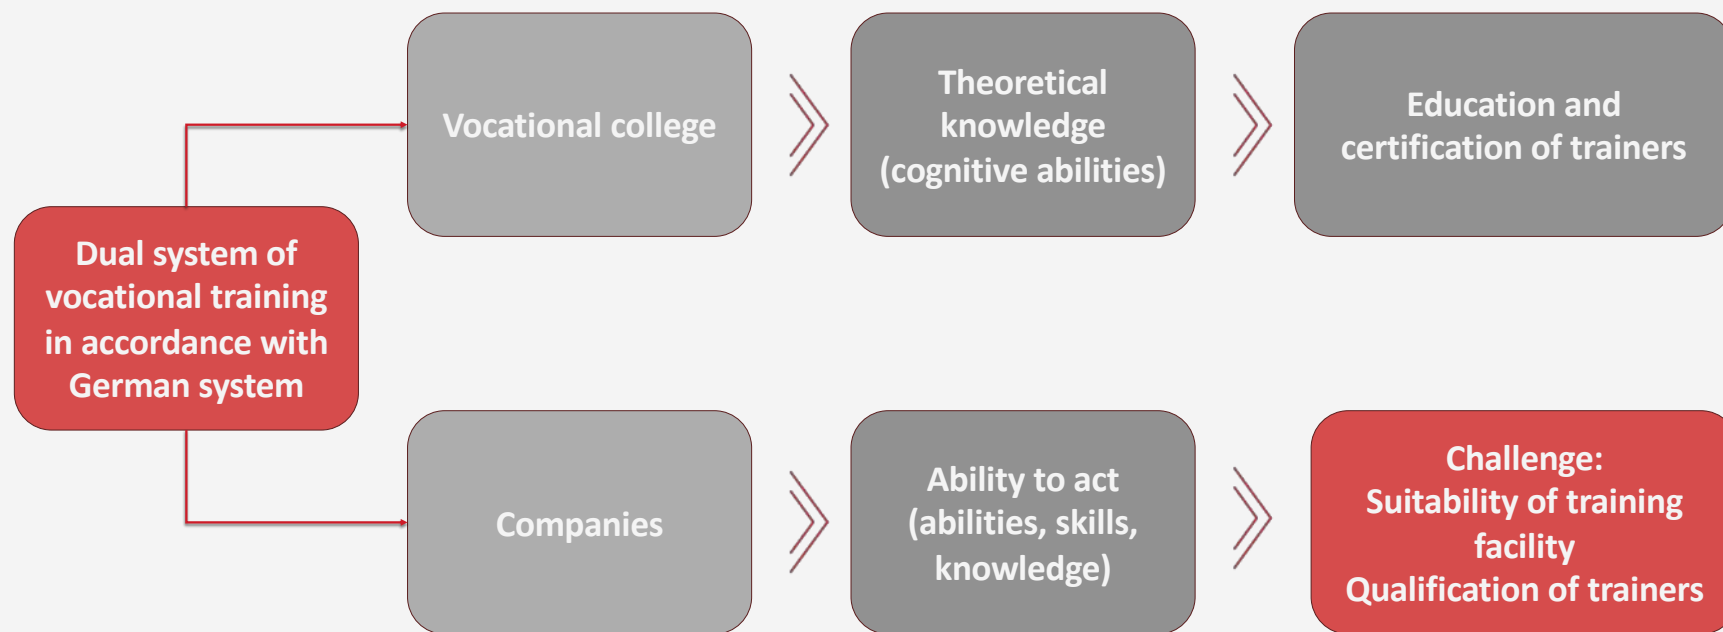 Vocational college
Theoretical
knowledge
(cognitive abilities)
Education and
certification of trainers
Dual system of
vocational training
in accordance with
German system
Companies
Ability to act
(abilities, skills,
knowledge)
Challenge:
Suitability of training
facility
Qualification of trainers